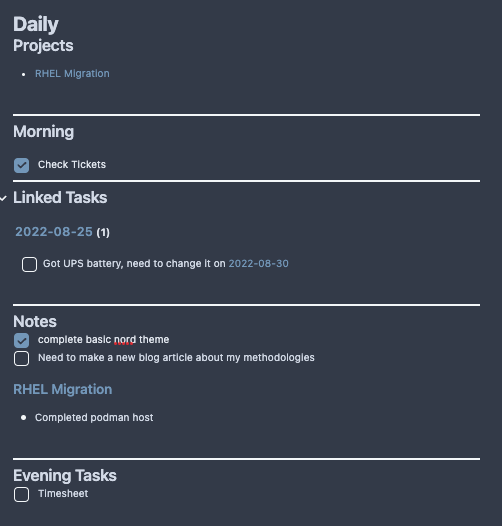 Daily
Projects
RHEL Migration
Morning
Check Tickets
Linked Tasks
2022-08-25 (1)
Got UPS battery, need to change it on 2022-08-30
Notes
complete basic nord theme
Need to make a new blog article about my methodologies
RHEL Migration
Completed podman host
Evening Tasks
Timesheet